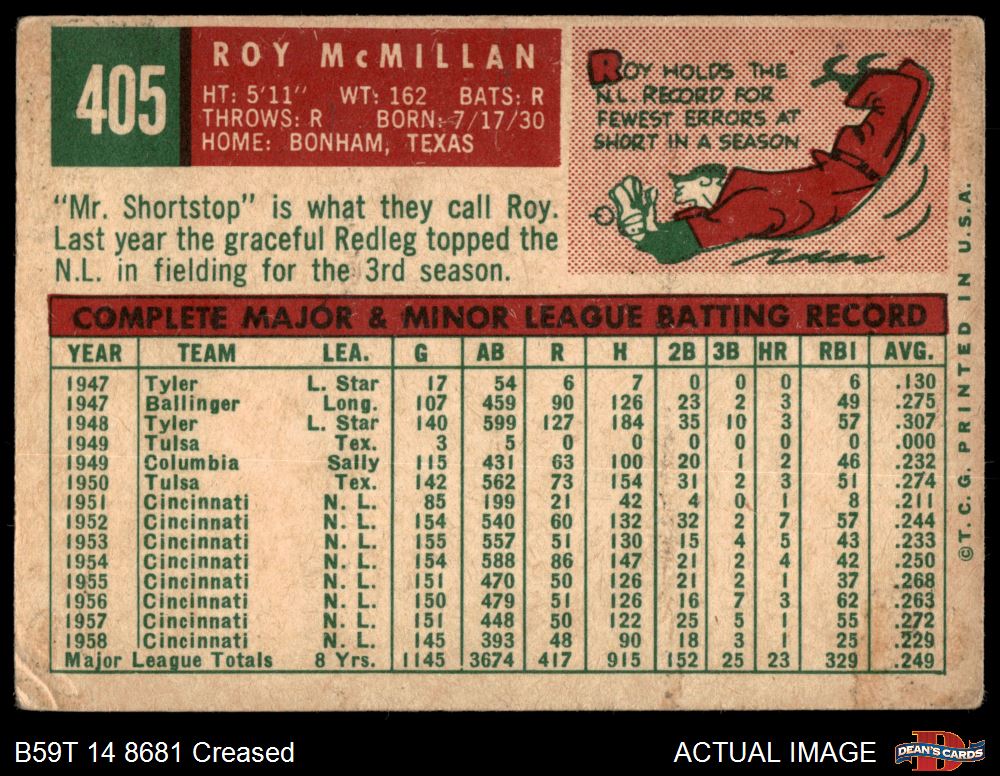 405
ROY McMILLAN
HT: 5'11" WT: 162 BATS: R
THROWS: R BORN: 7/17/30
HOME: BONHAM, TEXAS
ROY HOLDS THE
N.L. RECORD FOR
FEWEST ERRORS AT
SHORT IN A SEASON
"Mr. Shortstop" is what they call Roy.
Last year the graceful Redleg topped the
N.L. in fielding for the 3rd season.
COMPLETE MAJOR & MINOR LEAGUE BATTING RECORD
YEAR TEAM LEA. G AB R H 2B 3B HR RBI AVG.
1947 Tyler L. Star 17 54 6 7 0 0 0 6 .130
1947 Ballinger Long. 107 459 90 126 23 2 3 49 .275
1948 Tyler L. Star 140 599 127 184 35 10 3 57 .307
1949 Tulsa Tex. 3 5 0 0 0 0 0 0 .000
1949 Columbia Sally 115 431 63 100 20 1 2 46 .232
1950 Tulsa Tex. 142 562 73 154 31 2 3 51 .274
1951 Cincinnati N. L. 85 199 21 42 4 0 1 8 .211
1952 Cincinnati N. L. 154 540 60 132 32 2 7 57 .244
1953 Cincinnati N. L. 155 557 51 130 15 4 5 43 .233
1954 Cincinnati N. L. 154 588 86 147 21 2 4 42 .250
1955 Cincinnati N. L. 151 470 50 126 21 2 1 37 .268
1956 Cincinnati N. L. 150 479 51 126 16 7 3 62 .263
1957 Cincinnati N. L. 151 448 50 122 25 5 1 55 .272
1958 Cincinnati N. L. 145 393 48 90 18 3 1 25 .229
Major League Totals 8 Yrs. 1145 3674 417 915 152 25 23 329 .249
©T. C. G. PRINTED IN U.S.A.
B59T 14 8681 Creased
ACTUAL IMAGE
DEAN'S CARDS